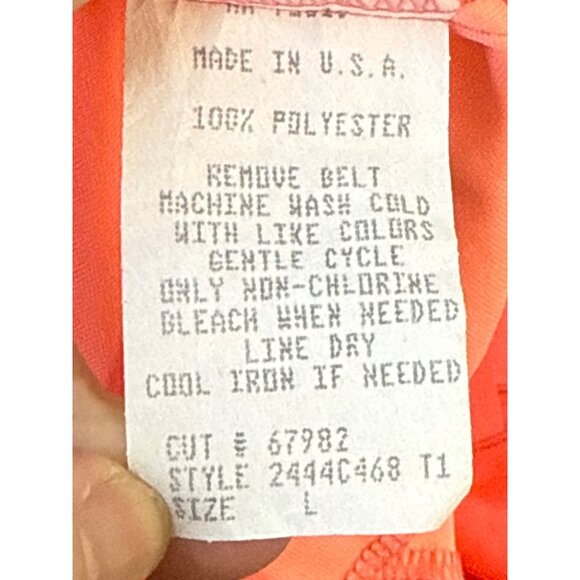 MADE IN U.S.A.
100% POLYESTER
REMOVE BELT
MACHINE WASH COLD
WITH LIKE COLORS
GENTLE CYCLE
ONLY NON-CHLORINE
BLEACH WHEN NEEDED
LINE DRY
COOL IRON IF NEEDED
CUT # 67982
STYLE 2444C468 T1
SIZE L